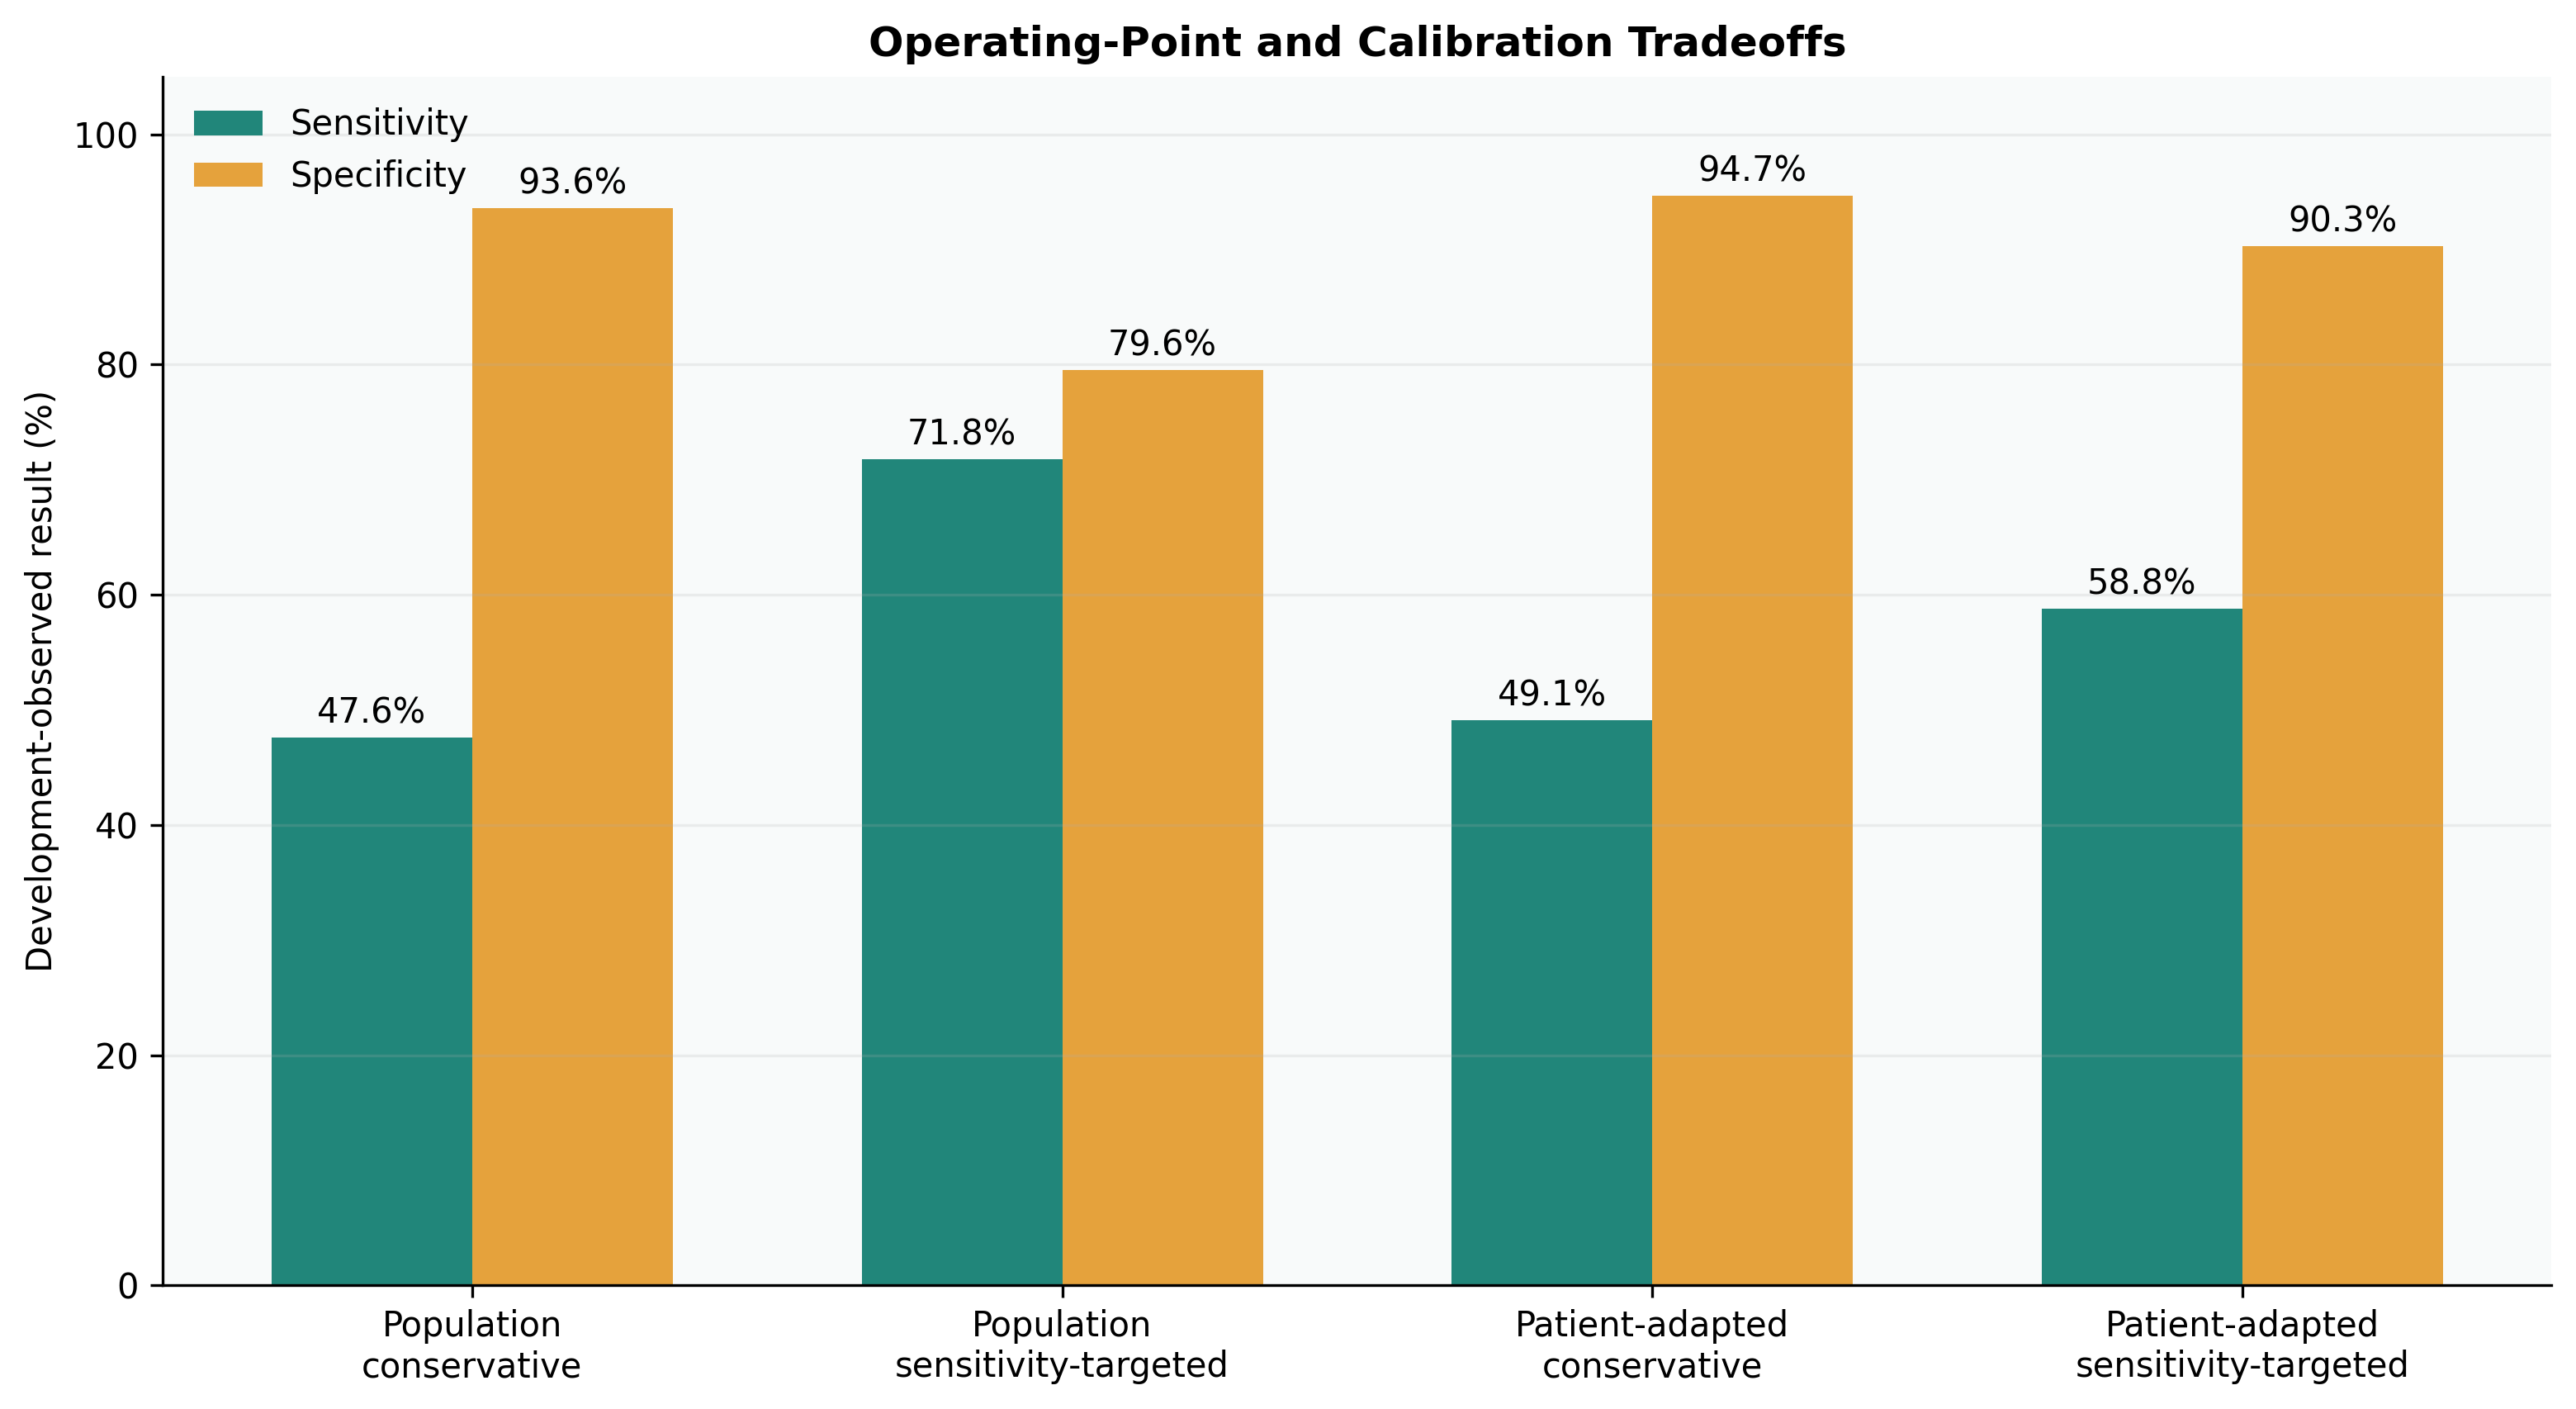 Operating-Point and Calibration Tradeoffs
Sensitivity
Specificity
Development-observed result (%)
100
80
60
40
20
0
47.6%
93.6%
71.8%
79.6%
49.1%
94.7%
58.8%
90.3%
Population
conservative
Population
sensitivity-targeted
Patient-adapted
conservative
Patient-adapted
sensitivity-targeted